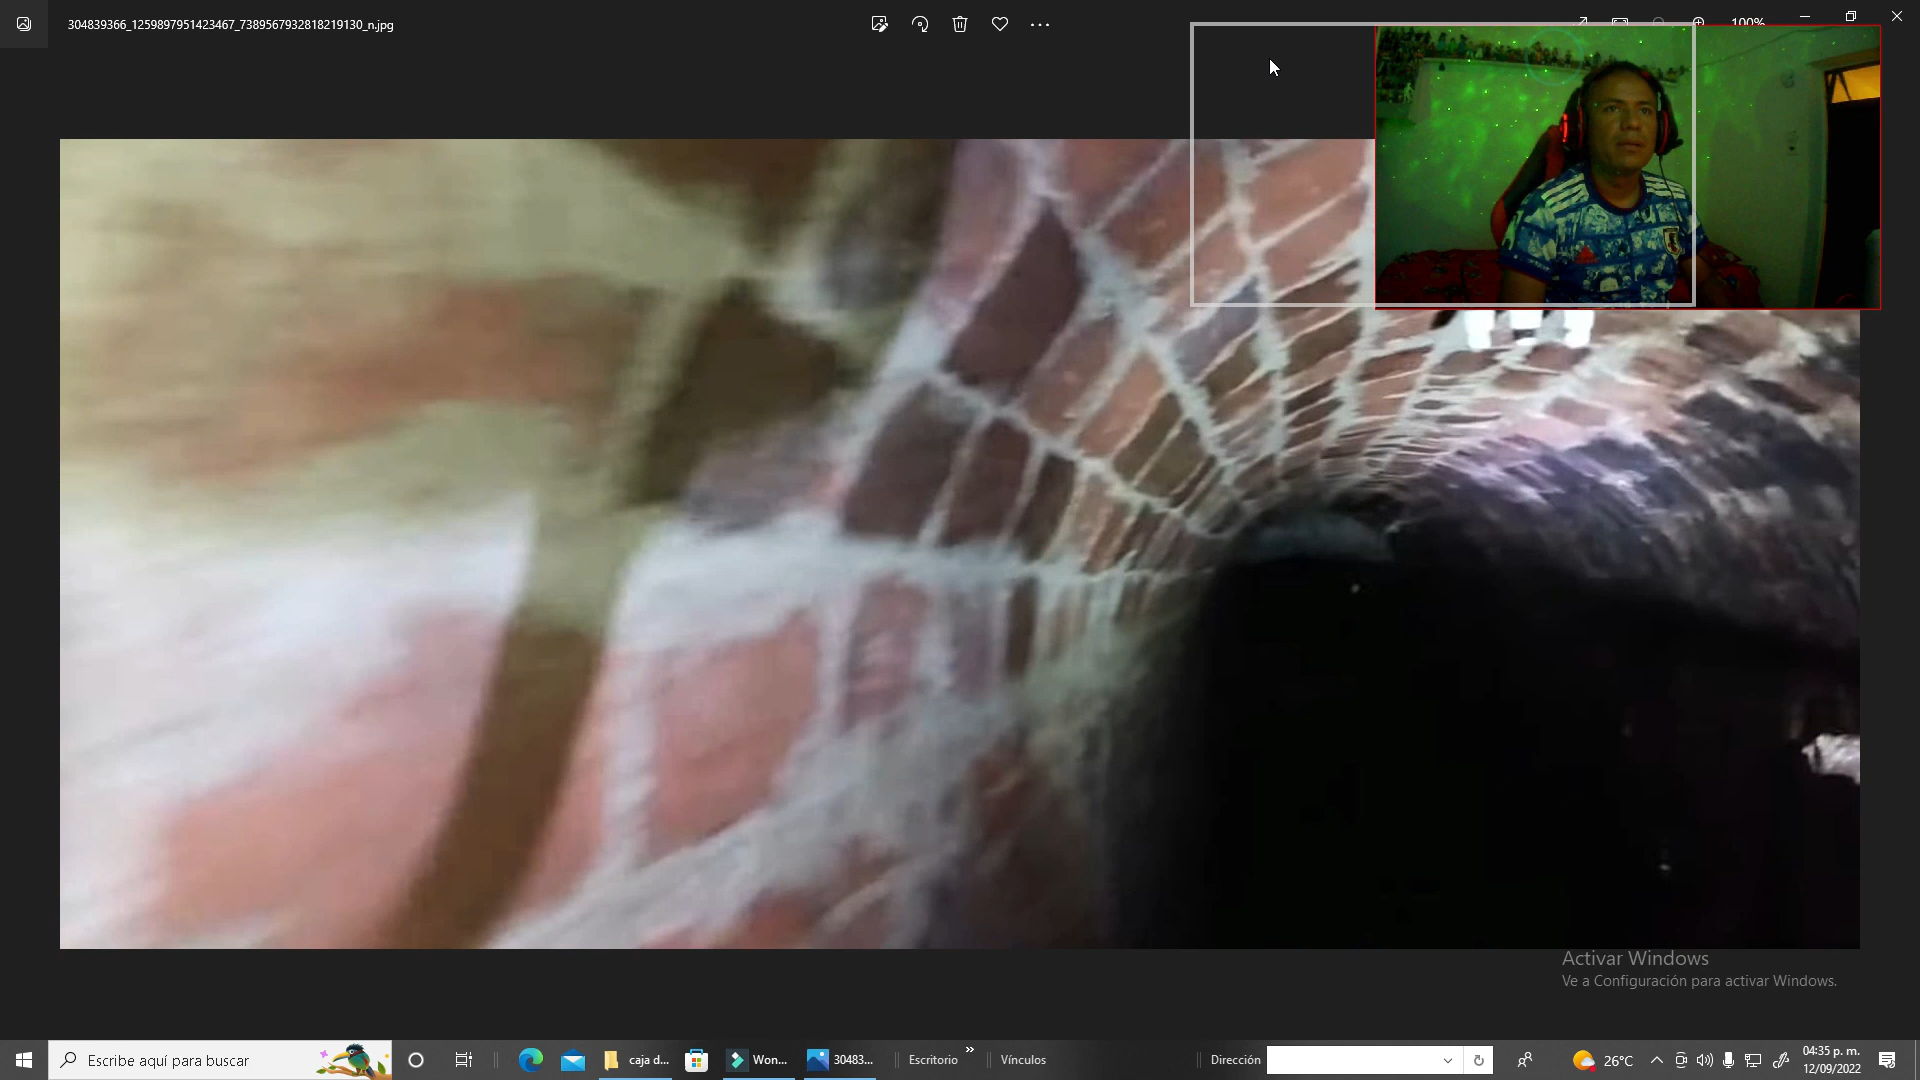 304839366_1259897951423467_7389567932818219130_n.jpg
100%
Activar Windows
Ve a Configuración para activar Windows.
Escribe aquí para buscar
caja d...
Won...
30483...
Escritorio
»
Vínculos
Dirección
26°C
04:35 p. m.
12/09/2022